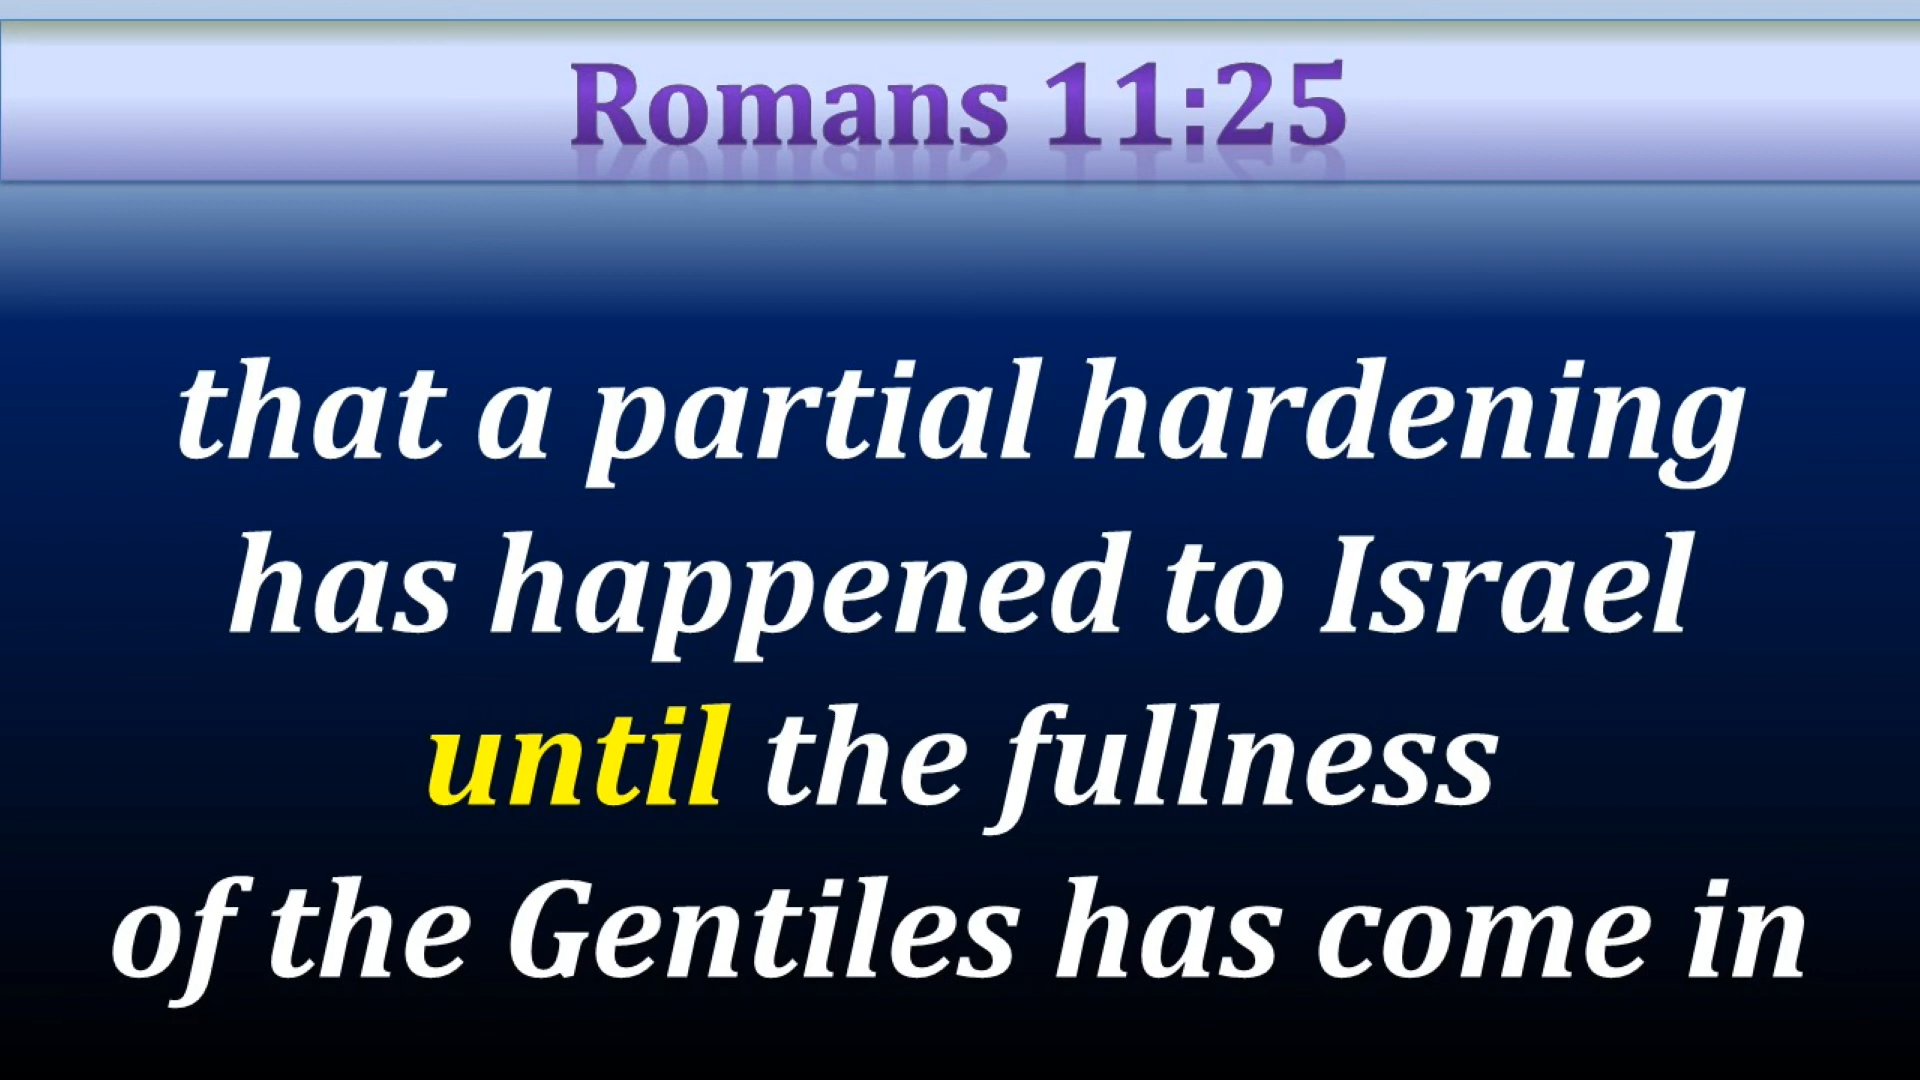 Romans 11:25
that a partial hardening
has happened to Israel
until the fullness
of the Gentiles has come in